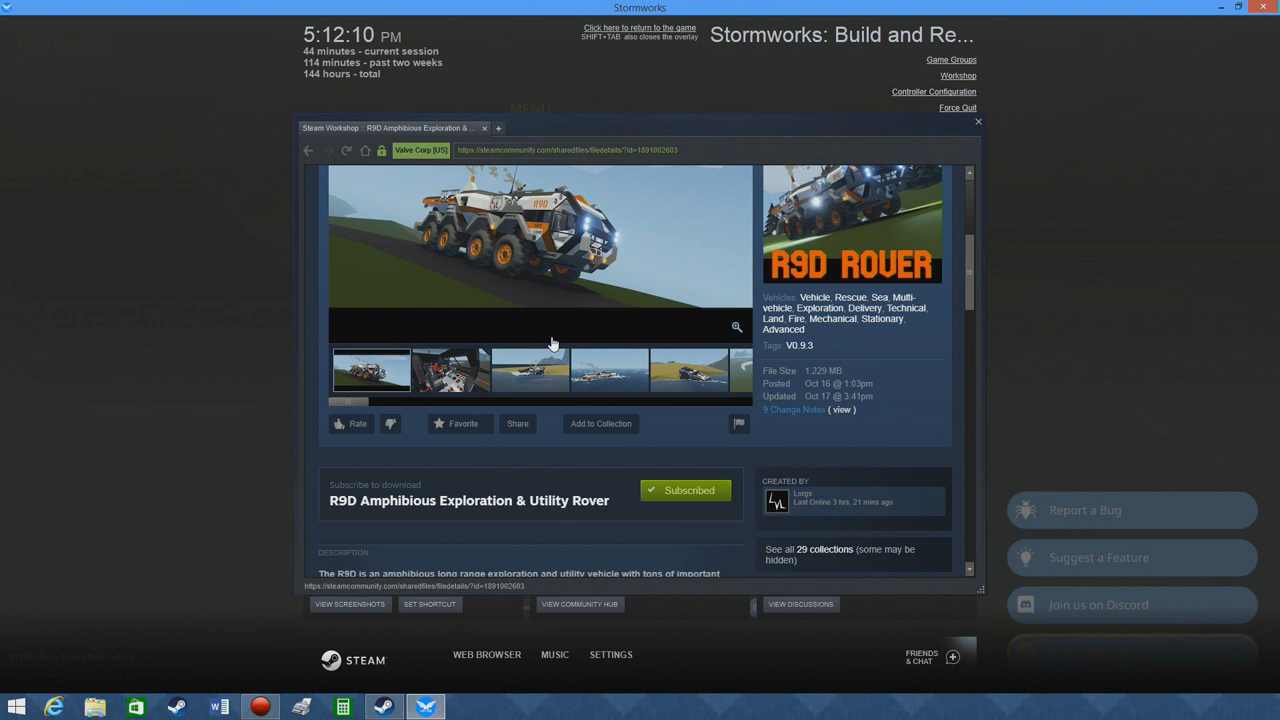 Stormworks
5:12:10 PM
44 minutes - current session
114 minutes - past two weeks
144 hours - total
Click here to return to the game
SHIFT+TAB also closes the overlay
Stormworks: Build and Re...
Game Groups
Workshop
Controller Configuration
Force Quit
MENU
Steam Workshop :: R9D Amphibious Exploration & ...
Valve Corp [US]
https://steamcommunity.com/sharedfiles/filedetails/?id=1891002603
R9D
R9D ROVER
Vehicles: Vehicle, Rescue, Sea, Multi-
vehicle, Exploration, Delivery, Technical,
Land, Fire, Mechanical, Stationary,
Advanced
Tags: V0.9.3
File Size 1.229 MB
Posted Oct 16 @ 1:03pm
Updated Oct 17 @ 3:41pm
9 Change Notes ( view )
Rate
Favorite
Share
Add to Collection
Subscribe to download
R9D Amphibious Exploration & Utility Rover
Subscribed
CREATED BY
Lorgs
Last Online 3 hrs, 21 mins ago
See all 29 collections (some may be
hidden)
DESCRIPTION
The R9D is an amphibious long range exploration and utility vehicle with tons of important
https://steamcommunity.com/sharedfiles/filedetails/?id=1891002603
VIEW SCREENSHOTS
SET SHORTCUT
VIEW COMMUNITY HUB
VIEW DISCUSSIONS
Report a Bug
Suggest a Feature
Join us on Discord
STEAM
WEB BROWSER
MUSIC
SETTINGS
FRIENDS
& CHAT